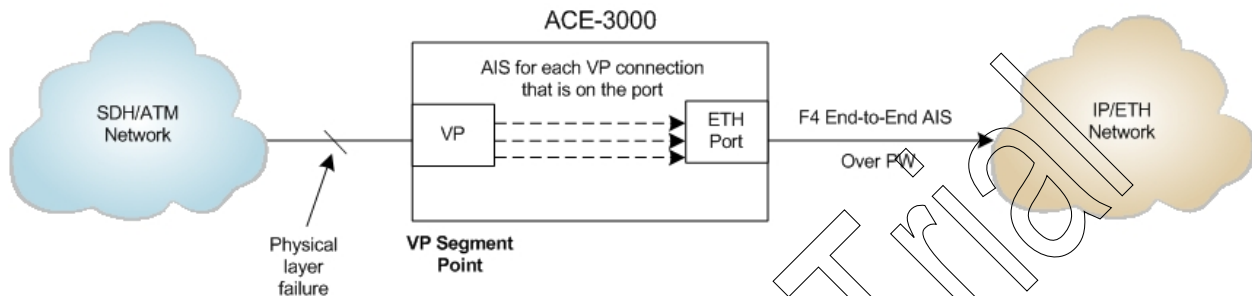 ACE-3000
SDH/ATM
Network
AIS for each VP connection
that is on the port
VP
ETH
Port
F4 End-to-End AIS
Over PW
IP/ETH
Network
Physical
layer
failure
VP Segment
Point
Trial